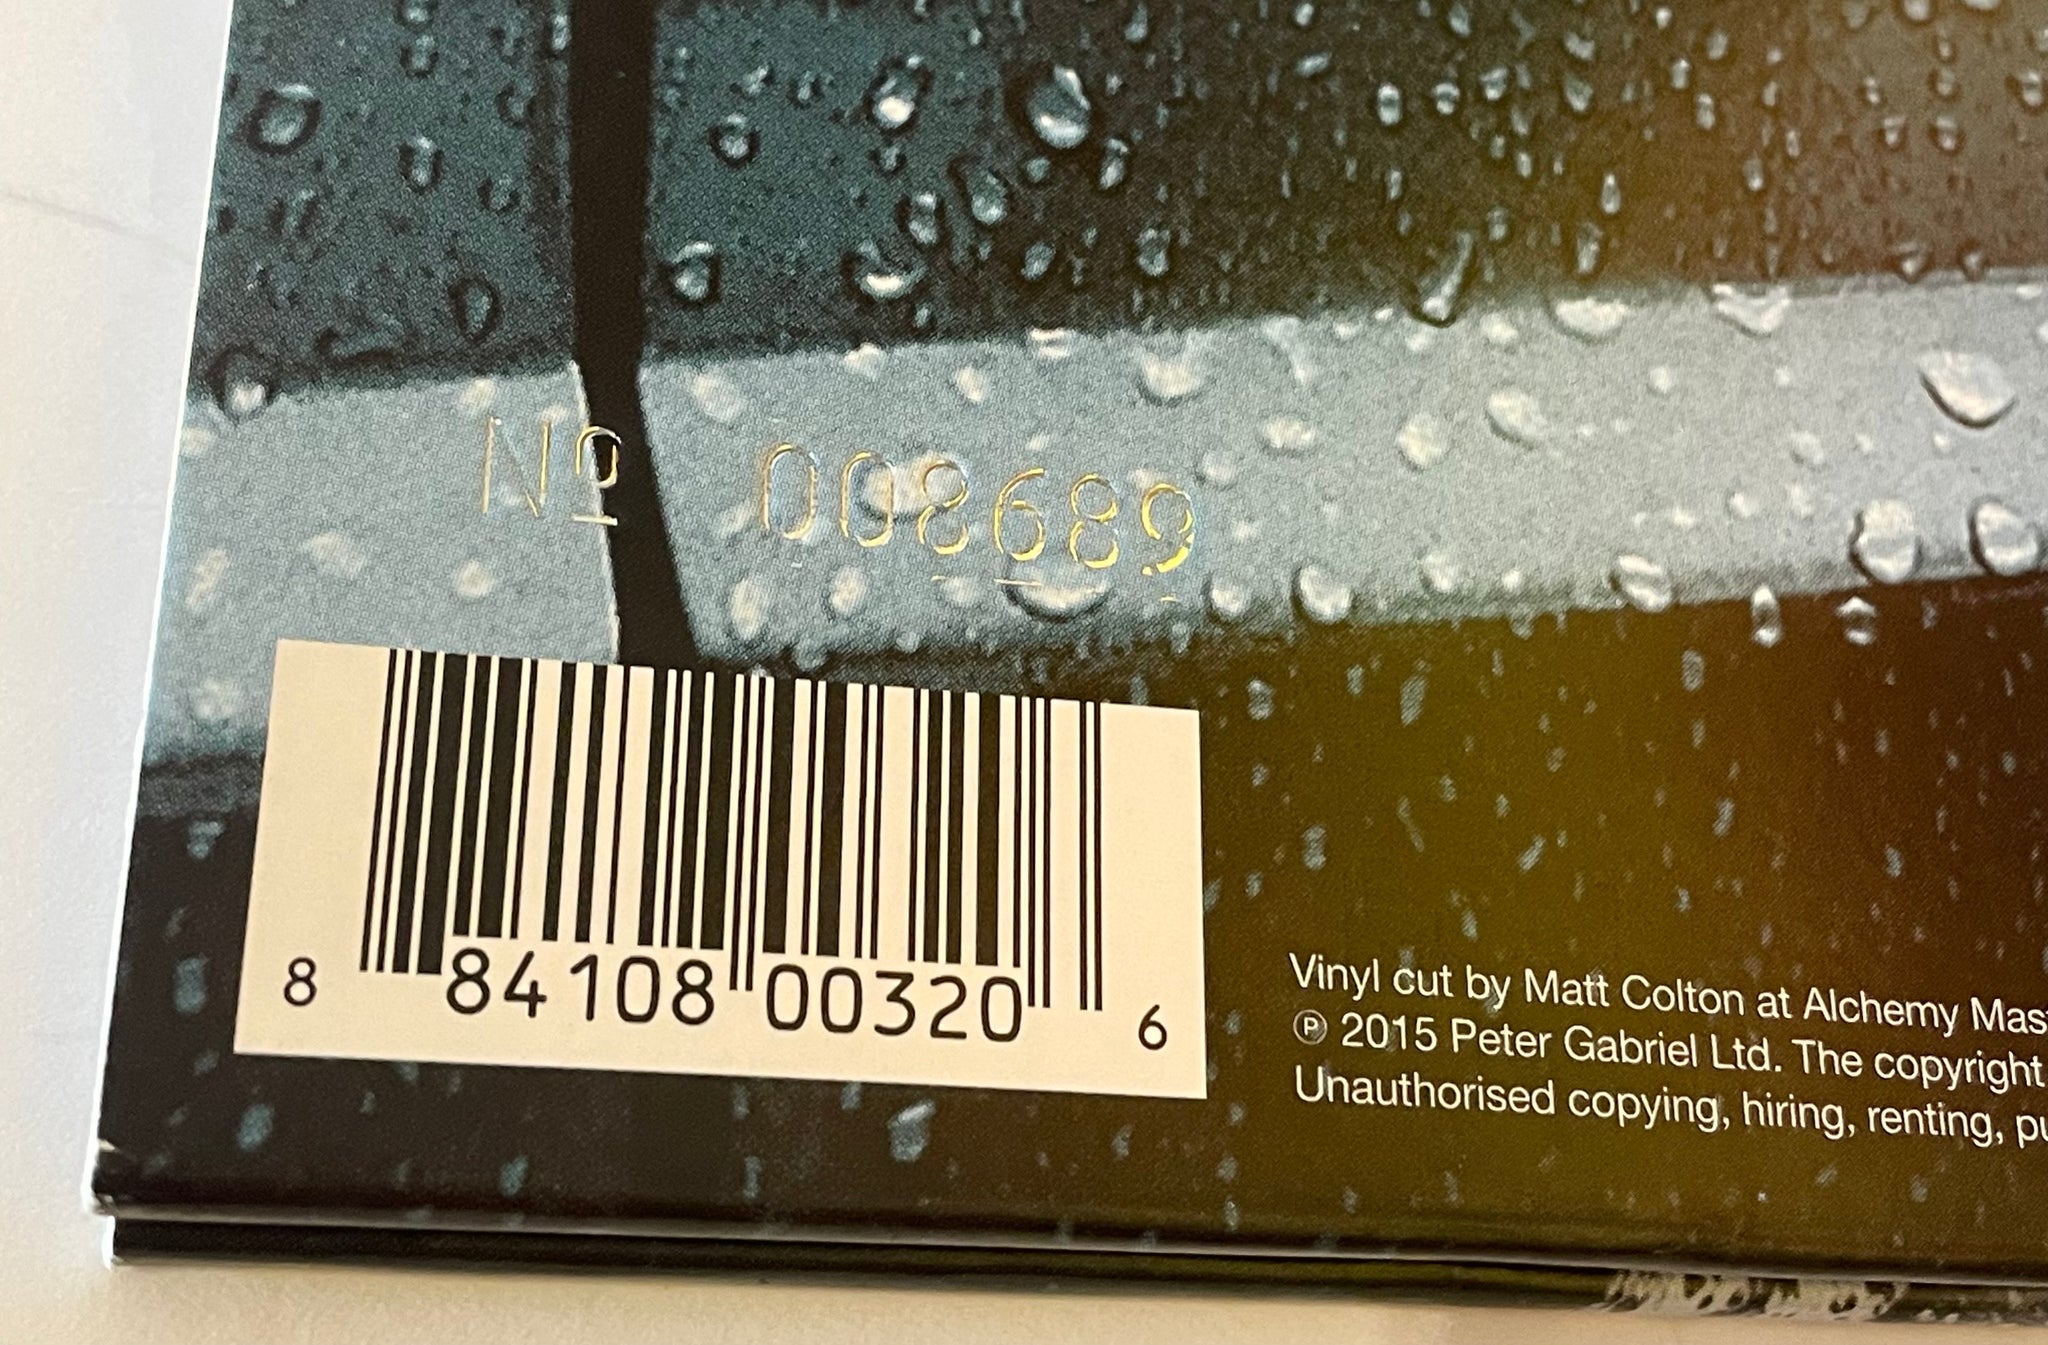 Nº 008689
8 84108 00320 6
Vinyl cut by Matt Colton at Alchemy
℗ 2015 Peter Gabriel Ltd. The copyright
Unauthorised copying, hiring, renting,